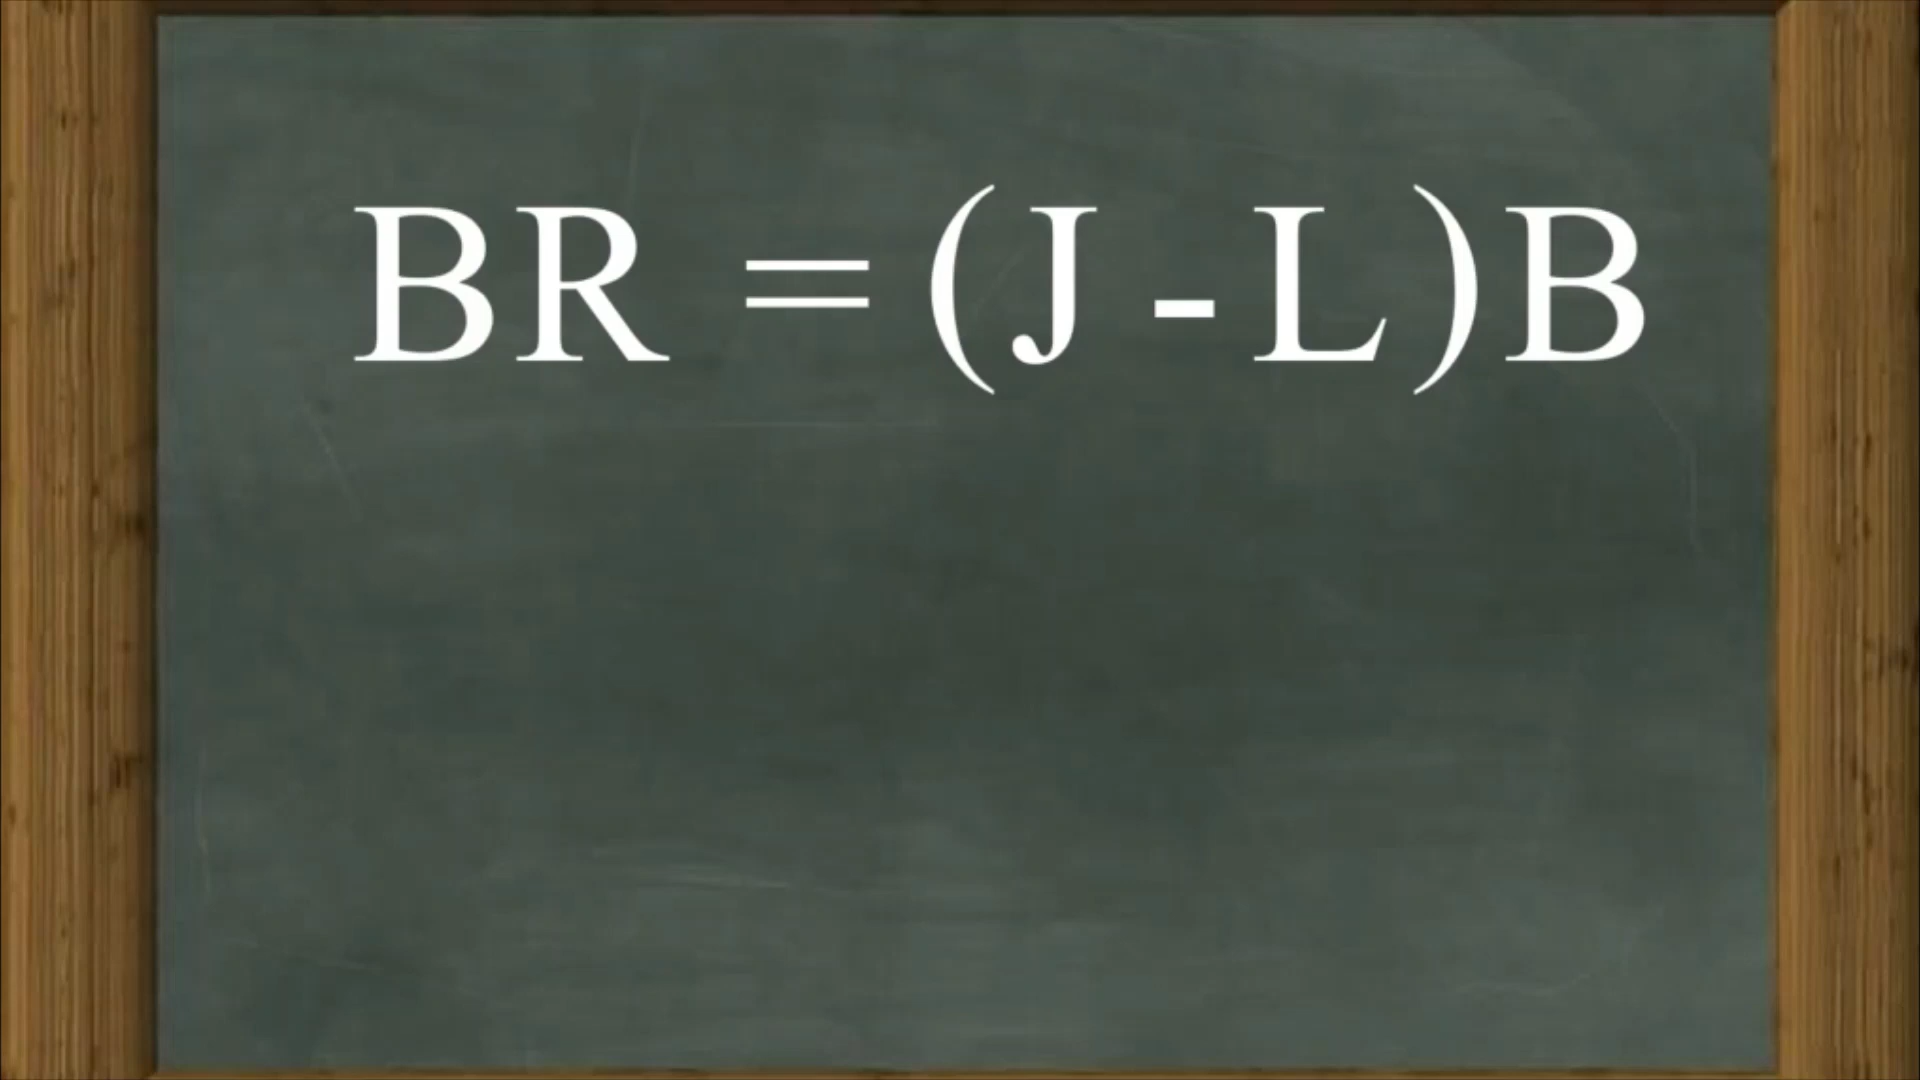 BR = (J - L)B